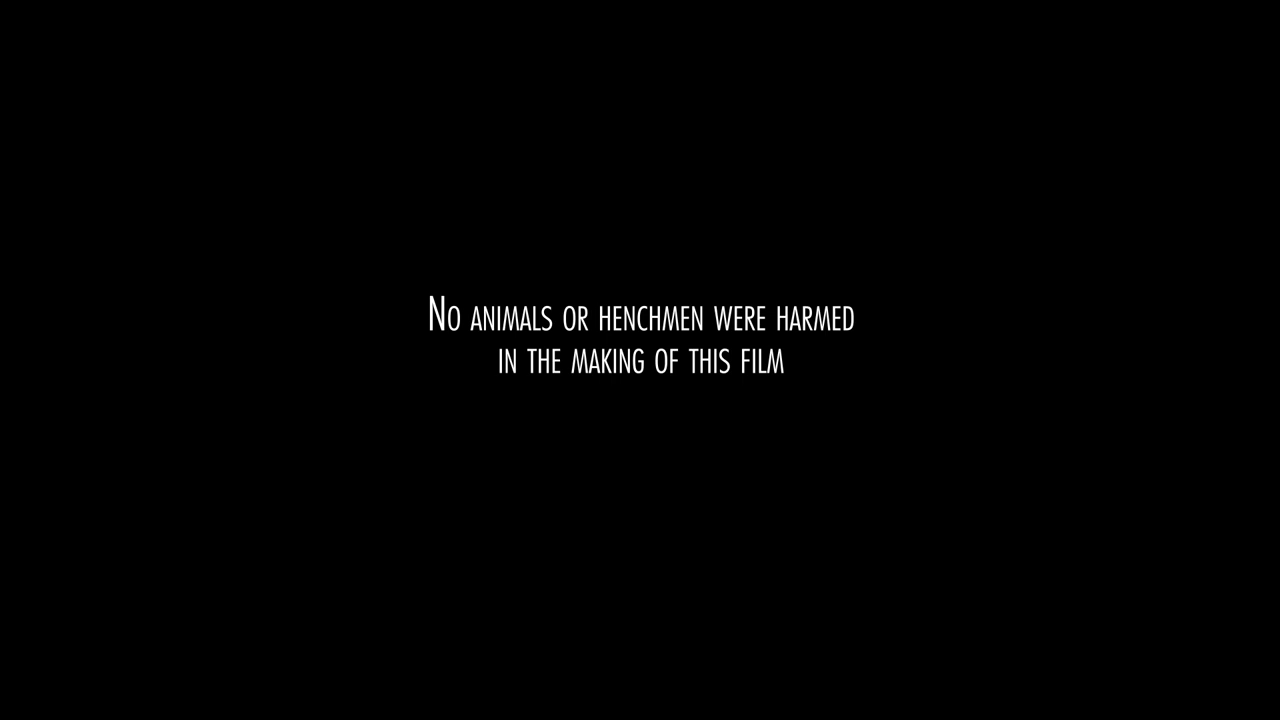 No animals or henchmen were harmed
in the making of this film